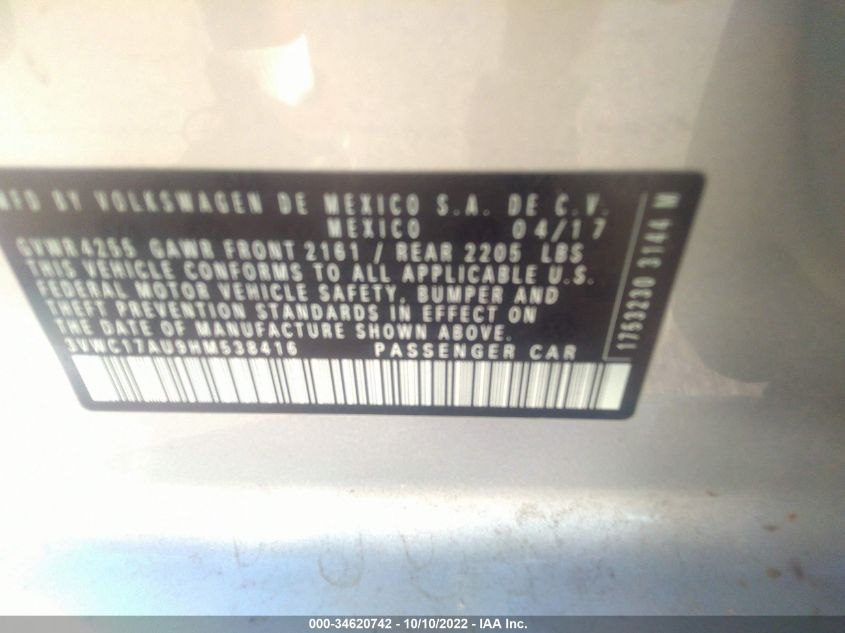 MFD BY VOLKSWAGEN DE MEXICO S.A. DE C.V.
MEXICO 04/17
GVWR4255 GAWR FRONT 2161 / REAR 2205 LBS
THIS VEHICLE CONFORMS TO ALL APPLICABLE U.S.
FEDERAL MOTOR VEHICLE SAFETY, BUMPER AND
THEFT PREVENTION STANDARDS IN EFFECT ON
THE DATE OF MANUFACTURE SHOWN ABOVE.
3VWC17AU9HM538416 PASSENGER CAR
1753230 3144 M
000-34620742 - 10/10/2022 - IAA Inc.